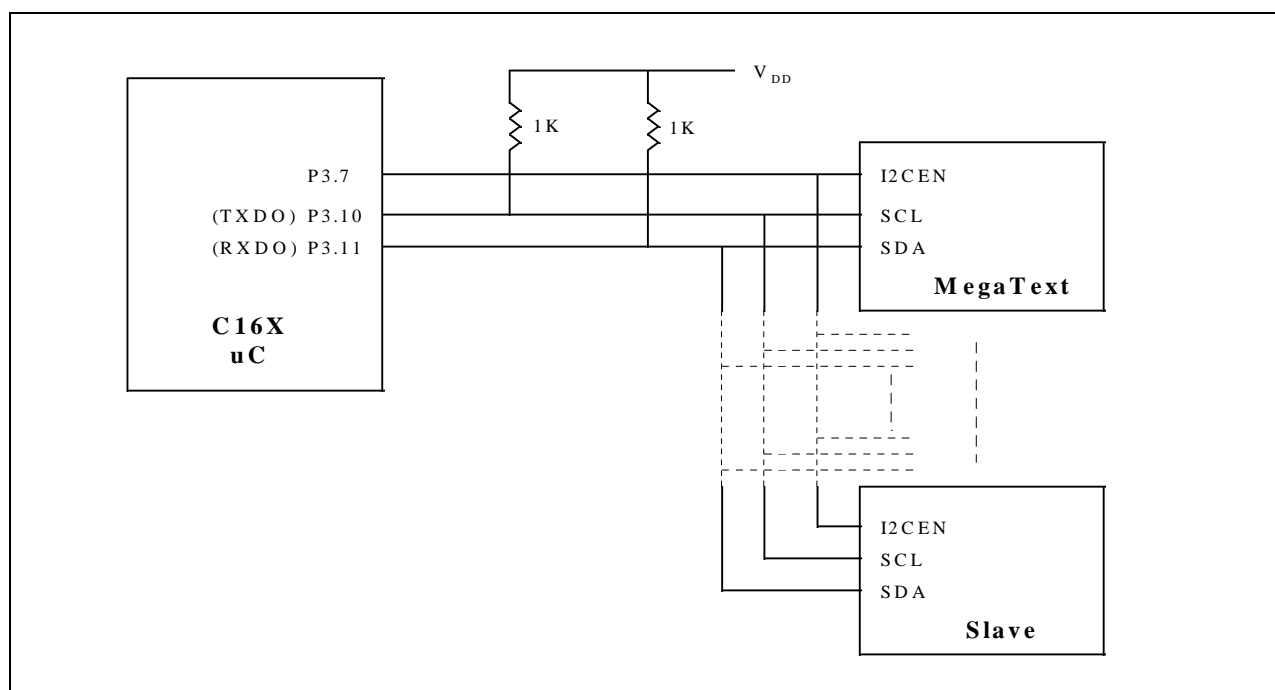 V DD
1K
1K
P3.7
(TXDO) P3.10
(RXDO) P3.11
C16X
uC
I2CEN
SCL
SDA
MegaText
I2CEN
SCL
SDA
Slave